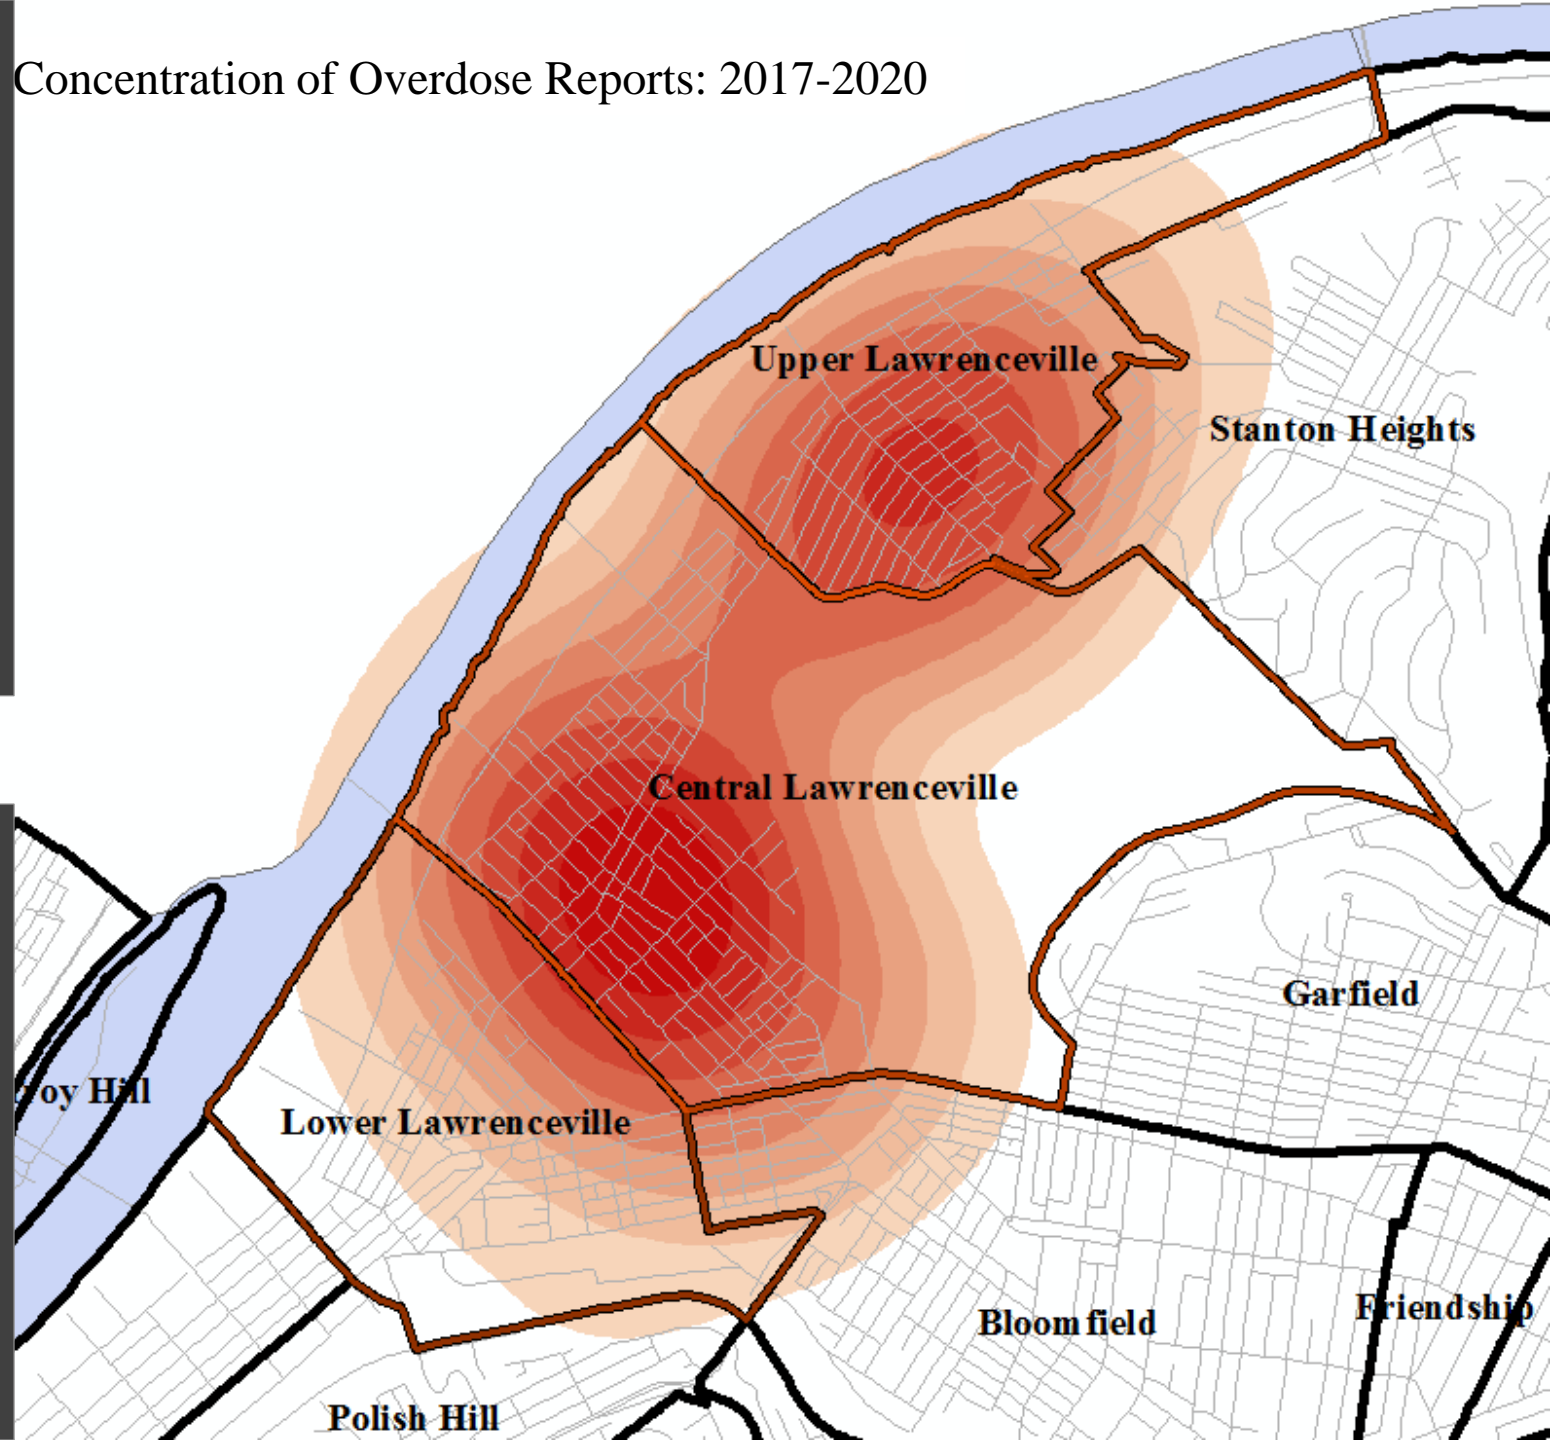 Concentration of Overdose Reports: 2017-2020
Upper Lawrenceville
Stanton Heights
Central Lawrenceville
Garfield
Hill
Lower Lawrenceville
Friendship
Bloomfield
Polish Hill